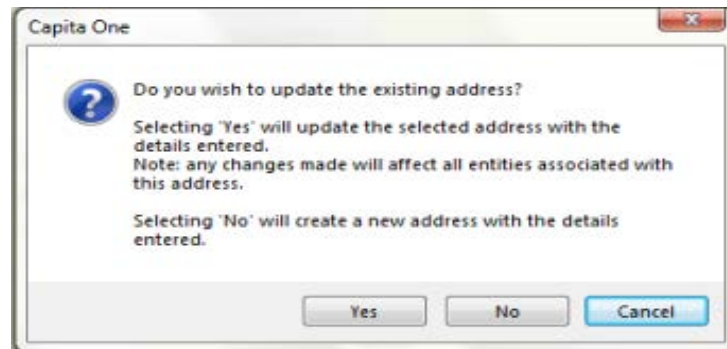 Capita One
Do you wish to update the existing address?
Selecting 'Yes' will update the selected address with the
details entered.
Note: any changes made will affect all entities associated with
this address.
Selecting 'No' will create a new address with the details
entered.
Yes No Cancel